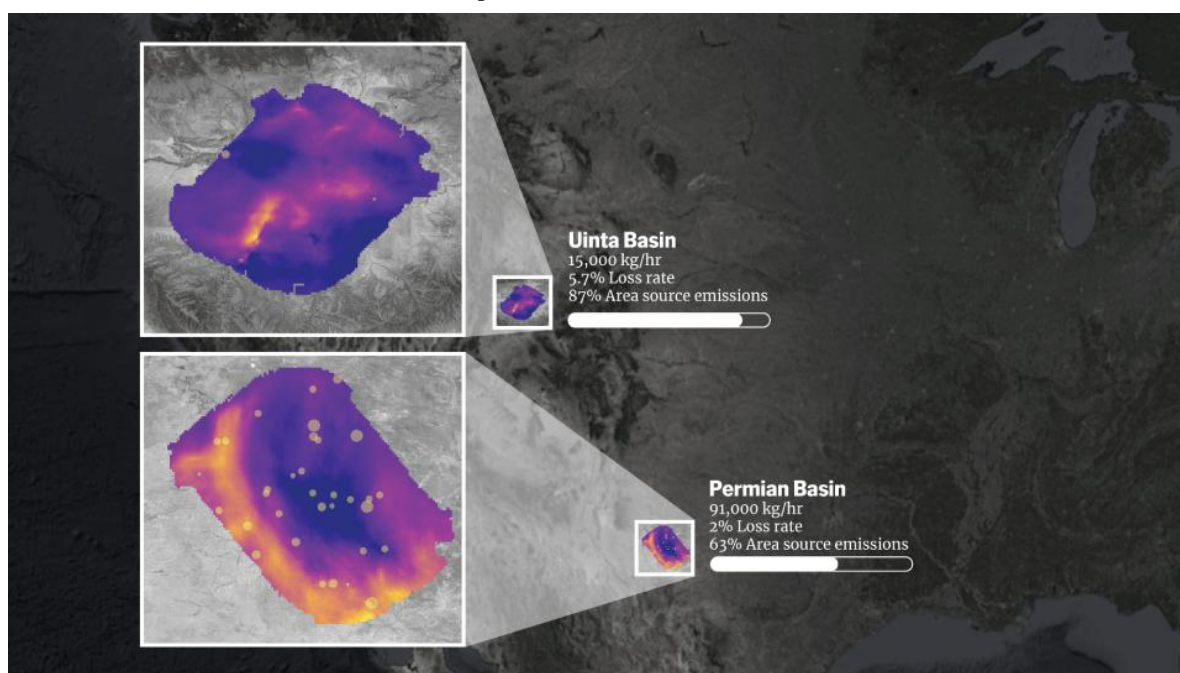 Uinta Basin
15,000 kg/hr
5.7% Loss rate
87% Area source emissions
Permian Basin
91,000 kg/hr
2% Loss rate
63% Area source emissions